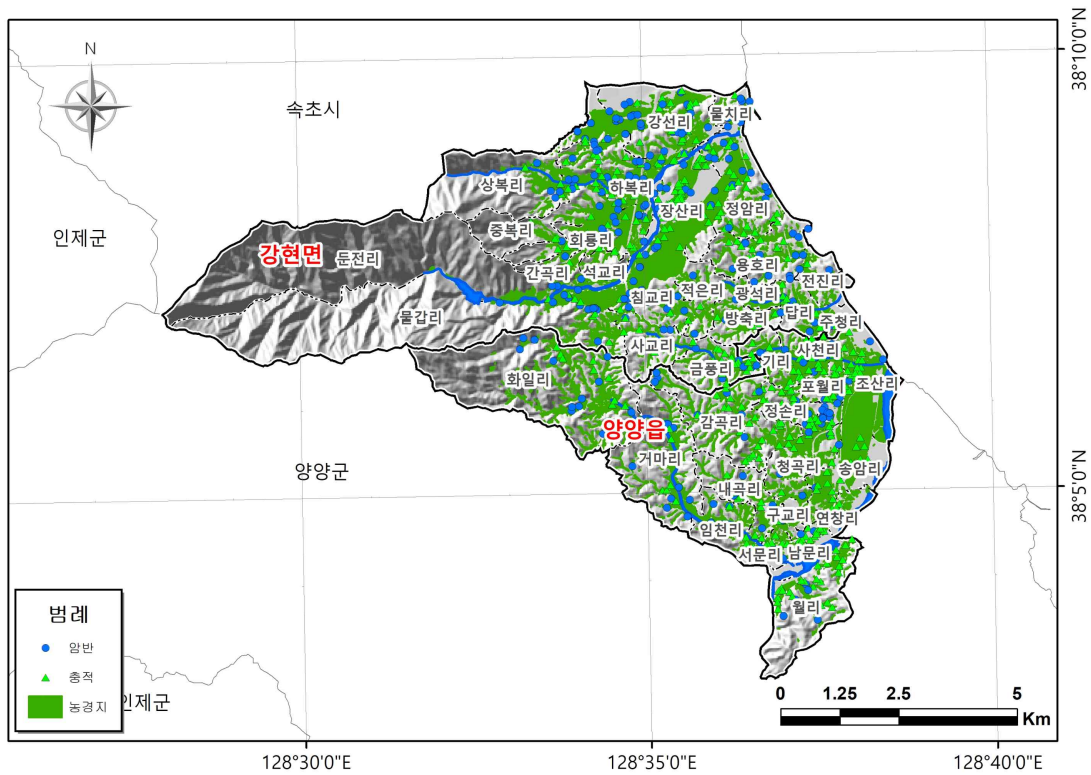 N
38°10'0"N
속초시
물치리
강선리
상복리
하복리
장산리
정암리
중복리
회룡리
인제군
강현면
둔전리
간곡리
석교리
용호리
전진리
침교리
적은리
광석리
물갑리
방축리
답리
주청리
사교리
사천리
금풍리
기리
화일리
포월리
조산리
정손리
감곡리
양양읍
거마리
양양군
청곡리
송암리
38°5'0"N
내곡리
구교리
연창리
임천리
서문리
남문리
월리
범례
암반
충적
농경지
인제군
0
1.25
2.5
5
Km
128°30'0"E
128°35'0"E
128°40'0"E